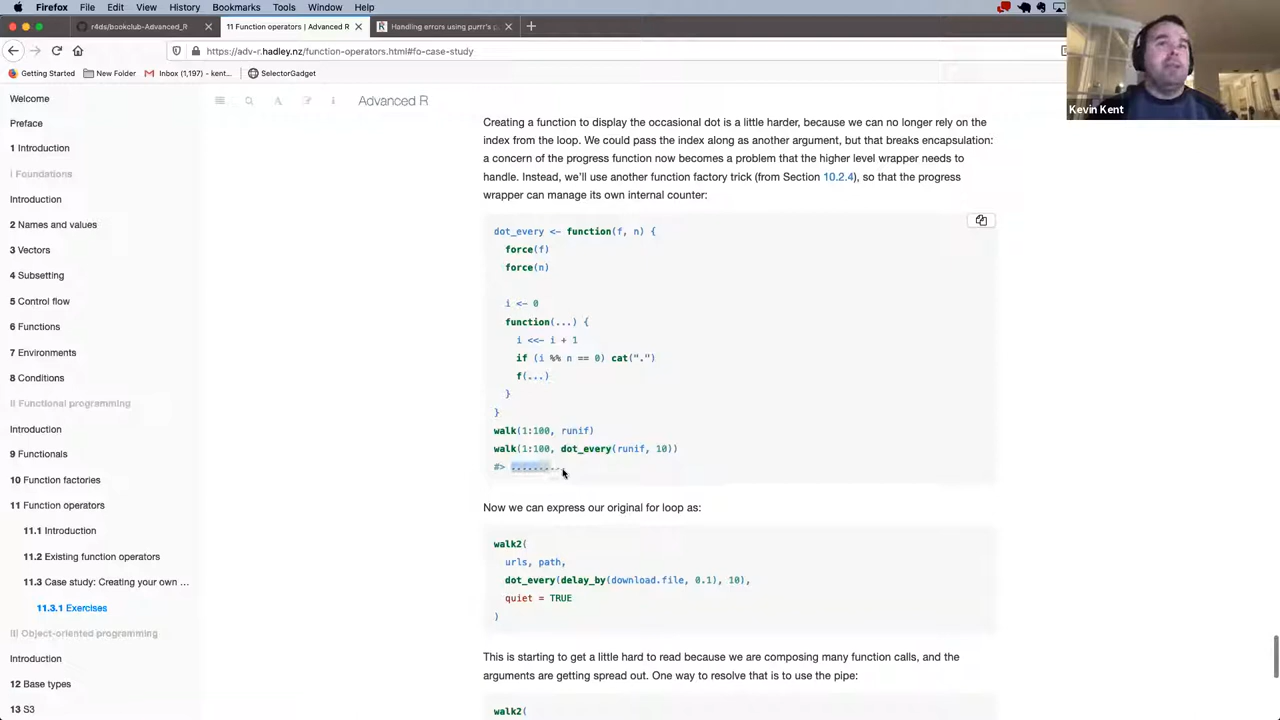 Firefox File Edit View History Bookmarks Tools Window Help
r4ds/bookclub-Advanced_R
11 Function operators | Advanced R
Handling errors using purrr's p
https://adv-r.hadley.nz/function-operators.html#fo-case-study
Getting Started New Folder Inbox (1,197) - kent... SelectorGadget
Kevin Kent
Welcome
Preface
1 Introduction
I Foundations
Introduction
2 Names and values
3 Vectors
4 Subsetting
5 Control flow
6 Functions
7 Environments
8 Conditions
II Functional programming
Introduction
9 Functionals
10 Function factories
11 Function operators
11.1 Introduction
11.2 Existing function operators
11.3 Case study: Creating your own ...
11.3.1 Exercises
III Object-oriented programming
Introduction
12 Base types
13 S3
Advanced R
Creating a function to display the occasional dot is a little harder, because we can no longer rely on the
index from the loop. We could pass the index along as another argument, but that breaks encapsulation:
a concern of the progress function now becomes a problem that the higher level wrapper needs to
handle. Instead, we'll use another function factory trick (from Section 10.2.4), so that the progress
wrapper can manage its own internal counter:
dot_every <- function(f, n) {
force(f)
force(n)
i <- 0
function(...) {
i <<- i + 1
if (i %% n == 0) cat(".")
f(...)
}
}
walk(1:100, runif)
walk(1:100, dot_every(runif, 10))
#> ..........
Now we can express our original for loop as:
walk2(
urls, path,
dot_every(delay_by(download.file, 0.1), 10),
quiet = TRUE
)
This is starting to get a little hard to read because we are composing many function calls, and the
arguments are getting spread out. One way to resolve that is to use the pipe:
walk2(